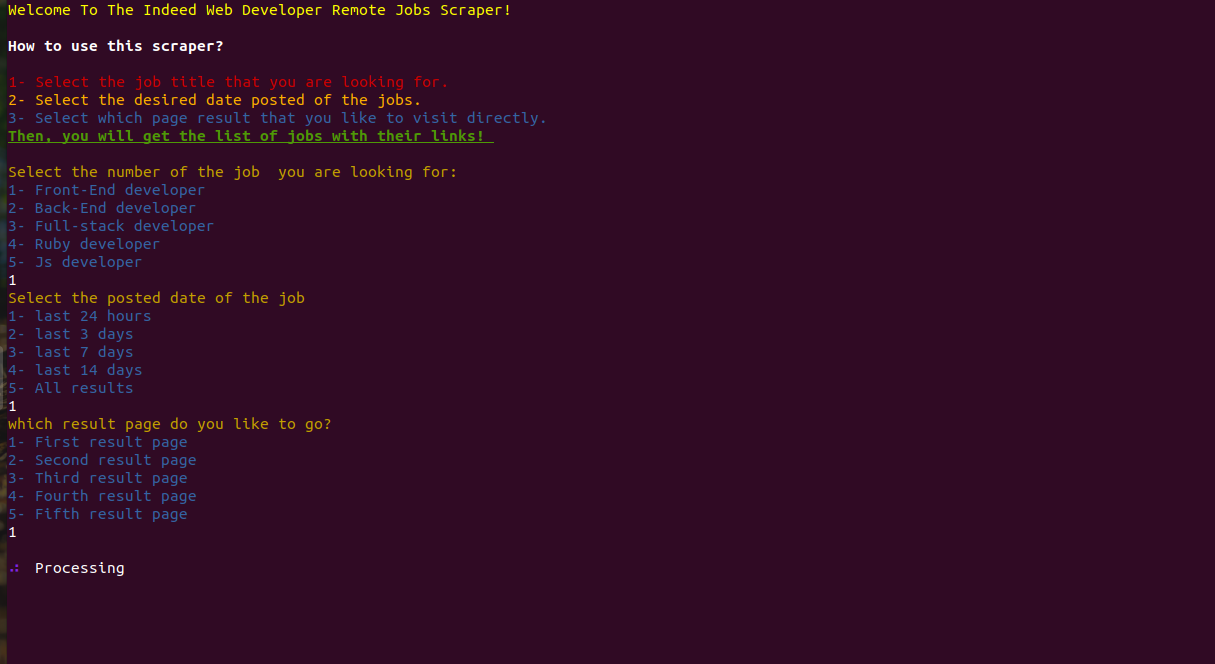 Welcome To The Indeed Web Developer Remote Jobs Scraper!
How to use this scraper?
1- Select the job title that you are looking for.
2- Select the desired date posted of the jobs.
3- Select which page result that you like to visit directly.
Then, you will get the list of jobs with their links!
Select the number of the job  you are looking for:
1- Front-End developer
2- Back-End developer
3- Full-stack developer
4- Ruby developer
5- Js developer
1
Select the posted date of the job
1- last 24 hours
2- last 3 days
3- last 7 days
4- last 14 days
5- All results
1
which result page do you like to go?
1- First result page
2- Second result page
3- Third result page
4- Fourth result page
5- Fifth result page
1
Processing